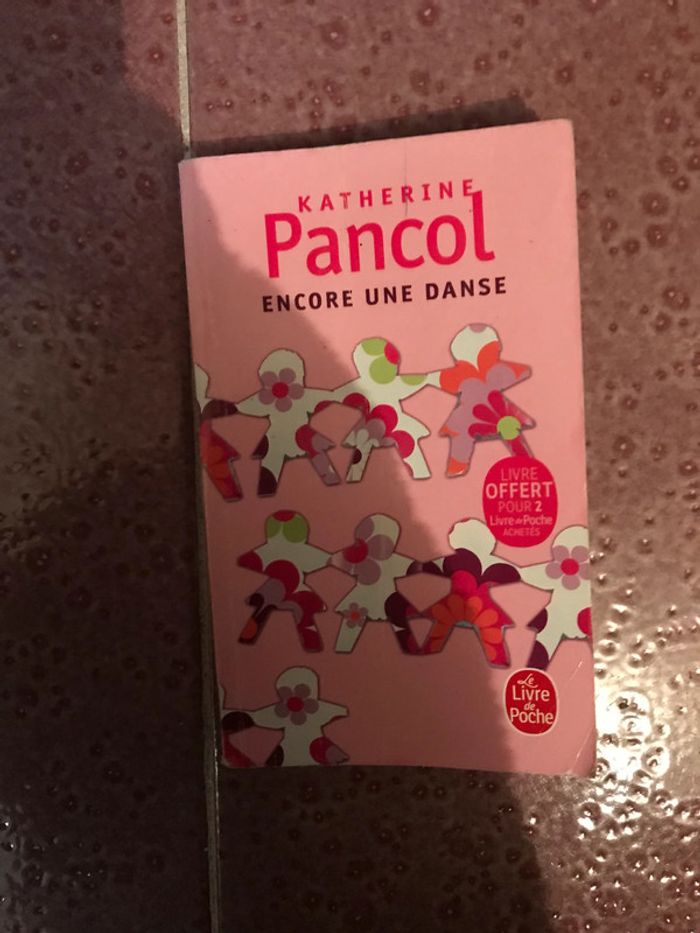 KATHERINE
Pancol
ENCORE UNE DANSE
LIVRE
OFFERT
POUR 2
Livre de Poche
ACHETÉS
Le
Livre
de
Poche